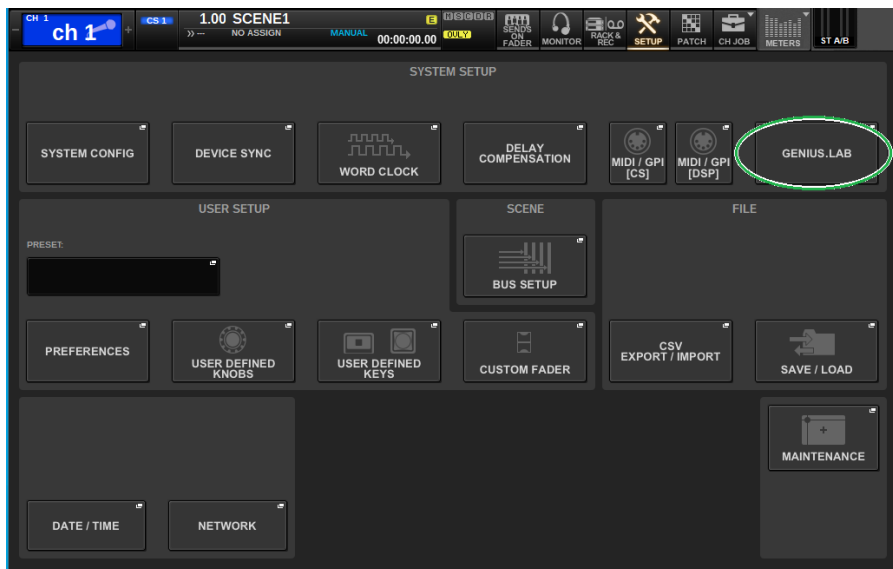 CH 1
ch 1
CS 1
1.00 SCENE1
E
NO ASSIGN
MANUAL
00:00:00.00
SENDS
ON
FADER
MONITOR
RACK &
REC
SETUP
PATCH
CH JOB
METERS
ST A/B
SYSTEM SETUP
SYSTEM CONFIG
DEVICE SYNC
WORD CLOCK
DELAY
COMPENSATION
MIDI / GPI
[CS]
MIDI / GPI
[DSP]
GENIUS.LAB
USER SETUP
SCENE
FILE
PRESET:
BUS SETUP
PREFERENCES
USER DEFINED
KNOBS
USER DEFINED
KEYS
CUSTOM FADER
CSV
EXPORT / IMPORT
SAVE / LOAD
MAINTENANCE
DATE / TIME
NETWORK